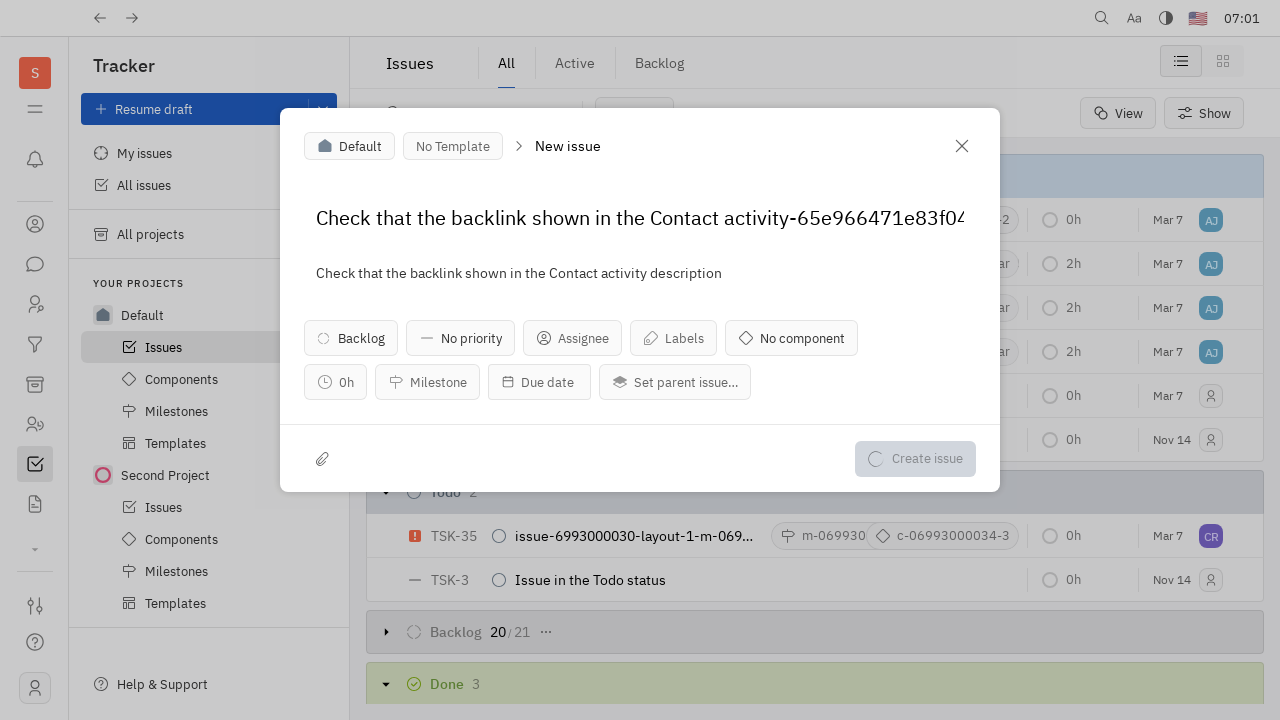 Aa
07:01
S
Tracker
Resume draft
My issues
All issues
All projects
YOUR PROJECTS
Default
Issues
Components
Milestones
Templates
Second Project
Issues
Components
Milestones
Templates
Help & Support
Issues
All
Active
Backlog
View
Show
Default
No Template
New issue
Check that the backlink shown in the Contact activity-65e966471e83f04
Check that the backlink shown in the Contact activity description
Backlog
No priority
Assignee
Labels
No component
0h
Milestone
Due date
Set parent issue...
Create issue
-2 0h Mar 7 AJ
ar 2h Mar 7 AJ
ar 2h Mar 7 AJ
2h Mar 7 AJ
0h Mar 7
0h Nov 14
Todo 2
TSK-35 issue-6993000030-layout-1-m-069... m-069930 c-06993000034-3 0h Mar 7 CR
TSK-3 Issue in the Todo status 0h Nov 14
Backlog 20/21 ...
Done 3